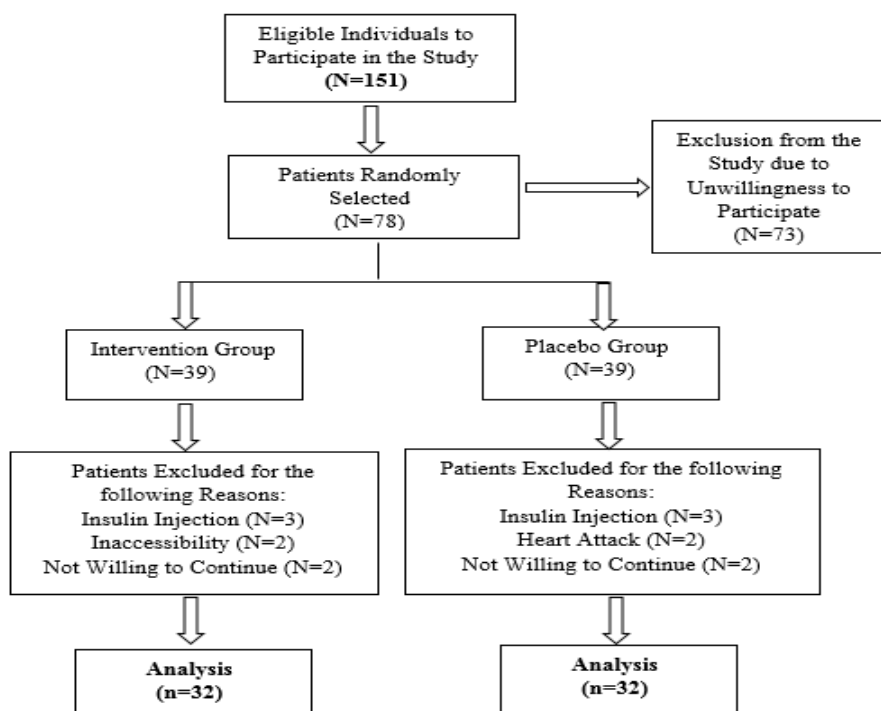 Eligible Individuals to
Participate in the Study
(N=151)
Patients Randomly
Selected
(N=78)
Exclusion from the
Study due to
Unwillingness to
Participate
(N=73)
Intervention Group
(N=39)
Placebo Group
(N=39)
Patients Excluded for the
following Reasons:
Insulin Injection (N=3)
Inaccessibility (N=2)
Not Willing to Continue (N=2)
Patients Excluded for the following
Reasons:
Insulin Injection (N=3)
Heart Attack (N=2)
Not Willing to Continue (N=2)
Analysis
(n=32)
Analysis
(n=32)